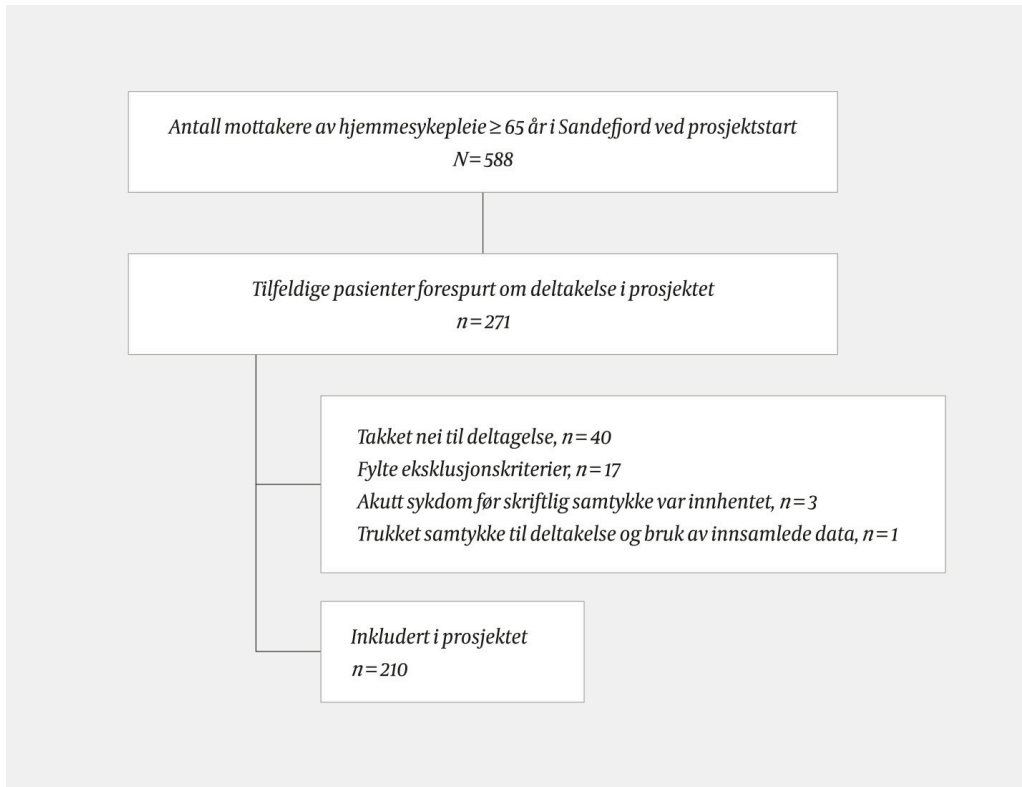 Antall mottakere av hjemmesykepleie ≥ 65 år i Sandefjord ved prosjektstart
N = 588
Tilfeldige pasienter forespurt om deltakelse i prosjektet
n = 271
Takket nei til deltagelse, n = 40
Fylte eksklusjonskriterier, n = 17
Akutt sykdom før skriftlig samtykke var innhentet, n = 3
Trukket samtykke til deltakelse og bruk av innsamlede data, n = 1
Inkludert i prosjektet
n = 210